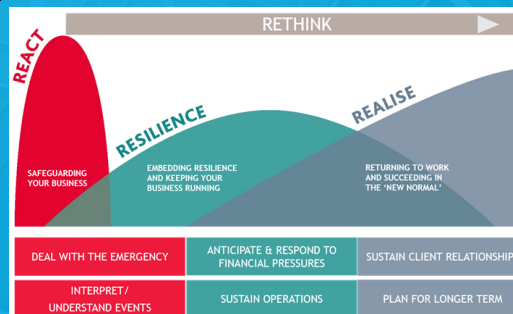 RETHINK
REACT
RESILIENCE
REALISE
SAFEGUARDING
YOUR BUSINESS
EMBEDDING RESILIENCE
AND KEEPING YOUR
BUSINESS RUNNING
RETURNING TO WORK
AND SUCCEEDING IN
THE ‘NEW NORMAL’
DEAL WITH THE EMERGENCY
ANTICIPATE & RESPOND TO
FINANCIAL PRESSURES
SUSTAIN CLIENT RELATIONSHIP
INTERPRET/
UNDERSTAND EVENTS
SUSTAIN OPERATIONS
PLAN FOR LONGER TERM